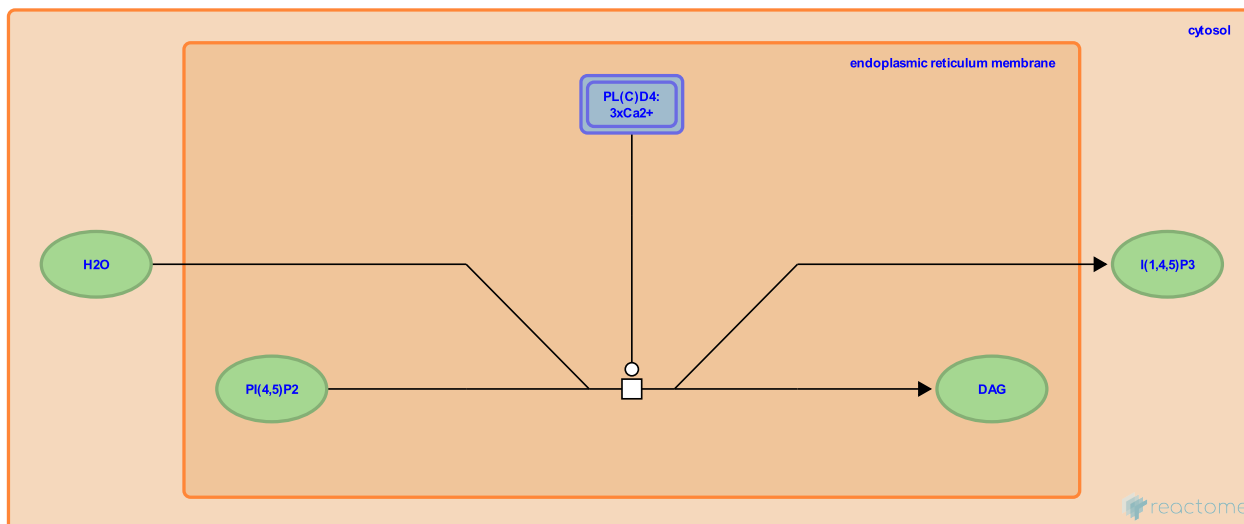 cytosol
endoplasmic reticulum membrane
PL(C)D4:
3xCa2+
H2O
I(1,4,5)P3
PI(4,5)P2
DAG
reactome